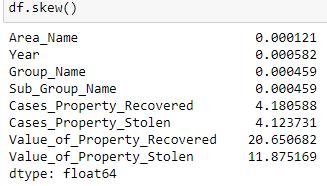 df.skew()
Area_Name 0.000121
Year 0.000582
Group_Name 0.000459
Sub_Group_Name 0.000459
Cases_Property_Recovered 4.180588
Cases_Property_Stolen 4.123731
Value_of_Property_Recovered 20.650682
Value_of_Property_Stolen 11.875169
dtype: float64